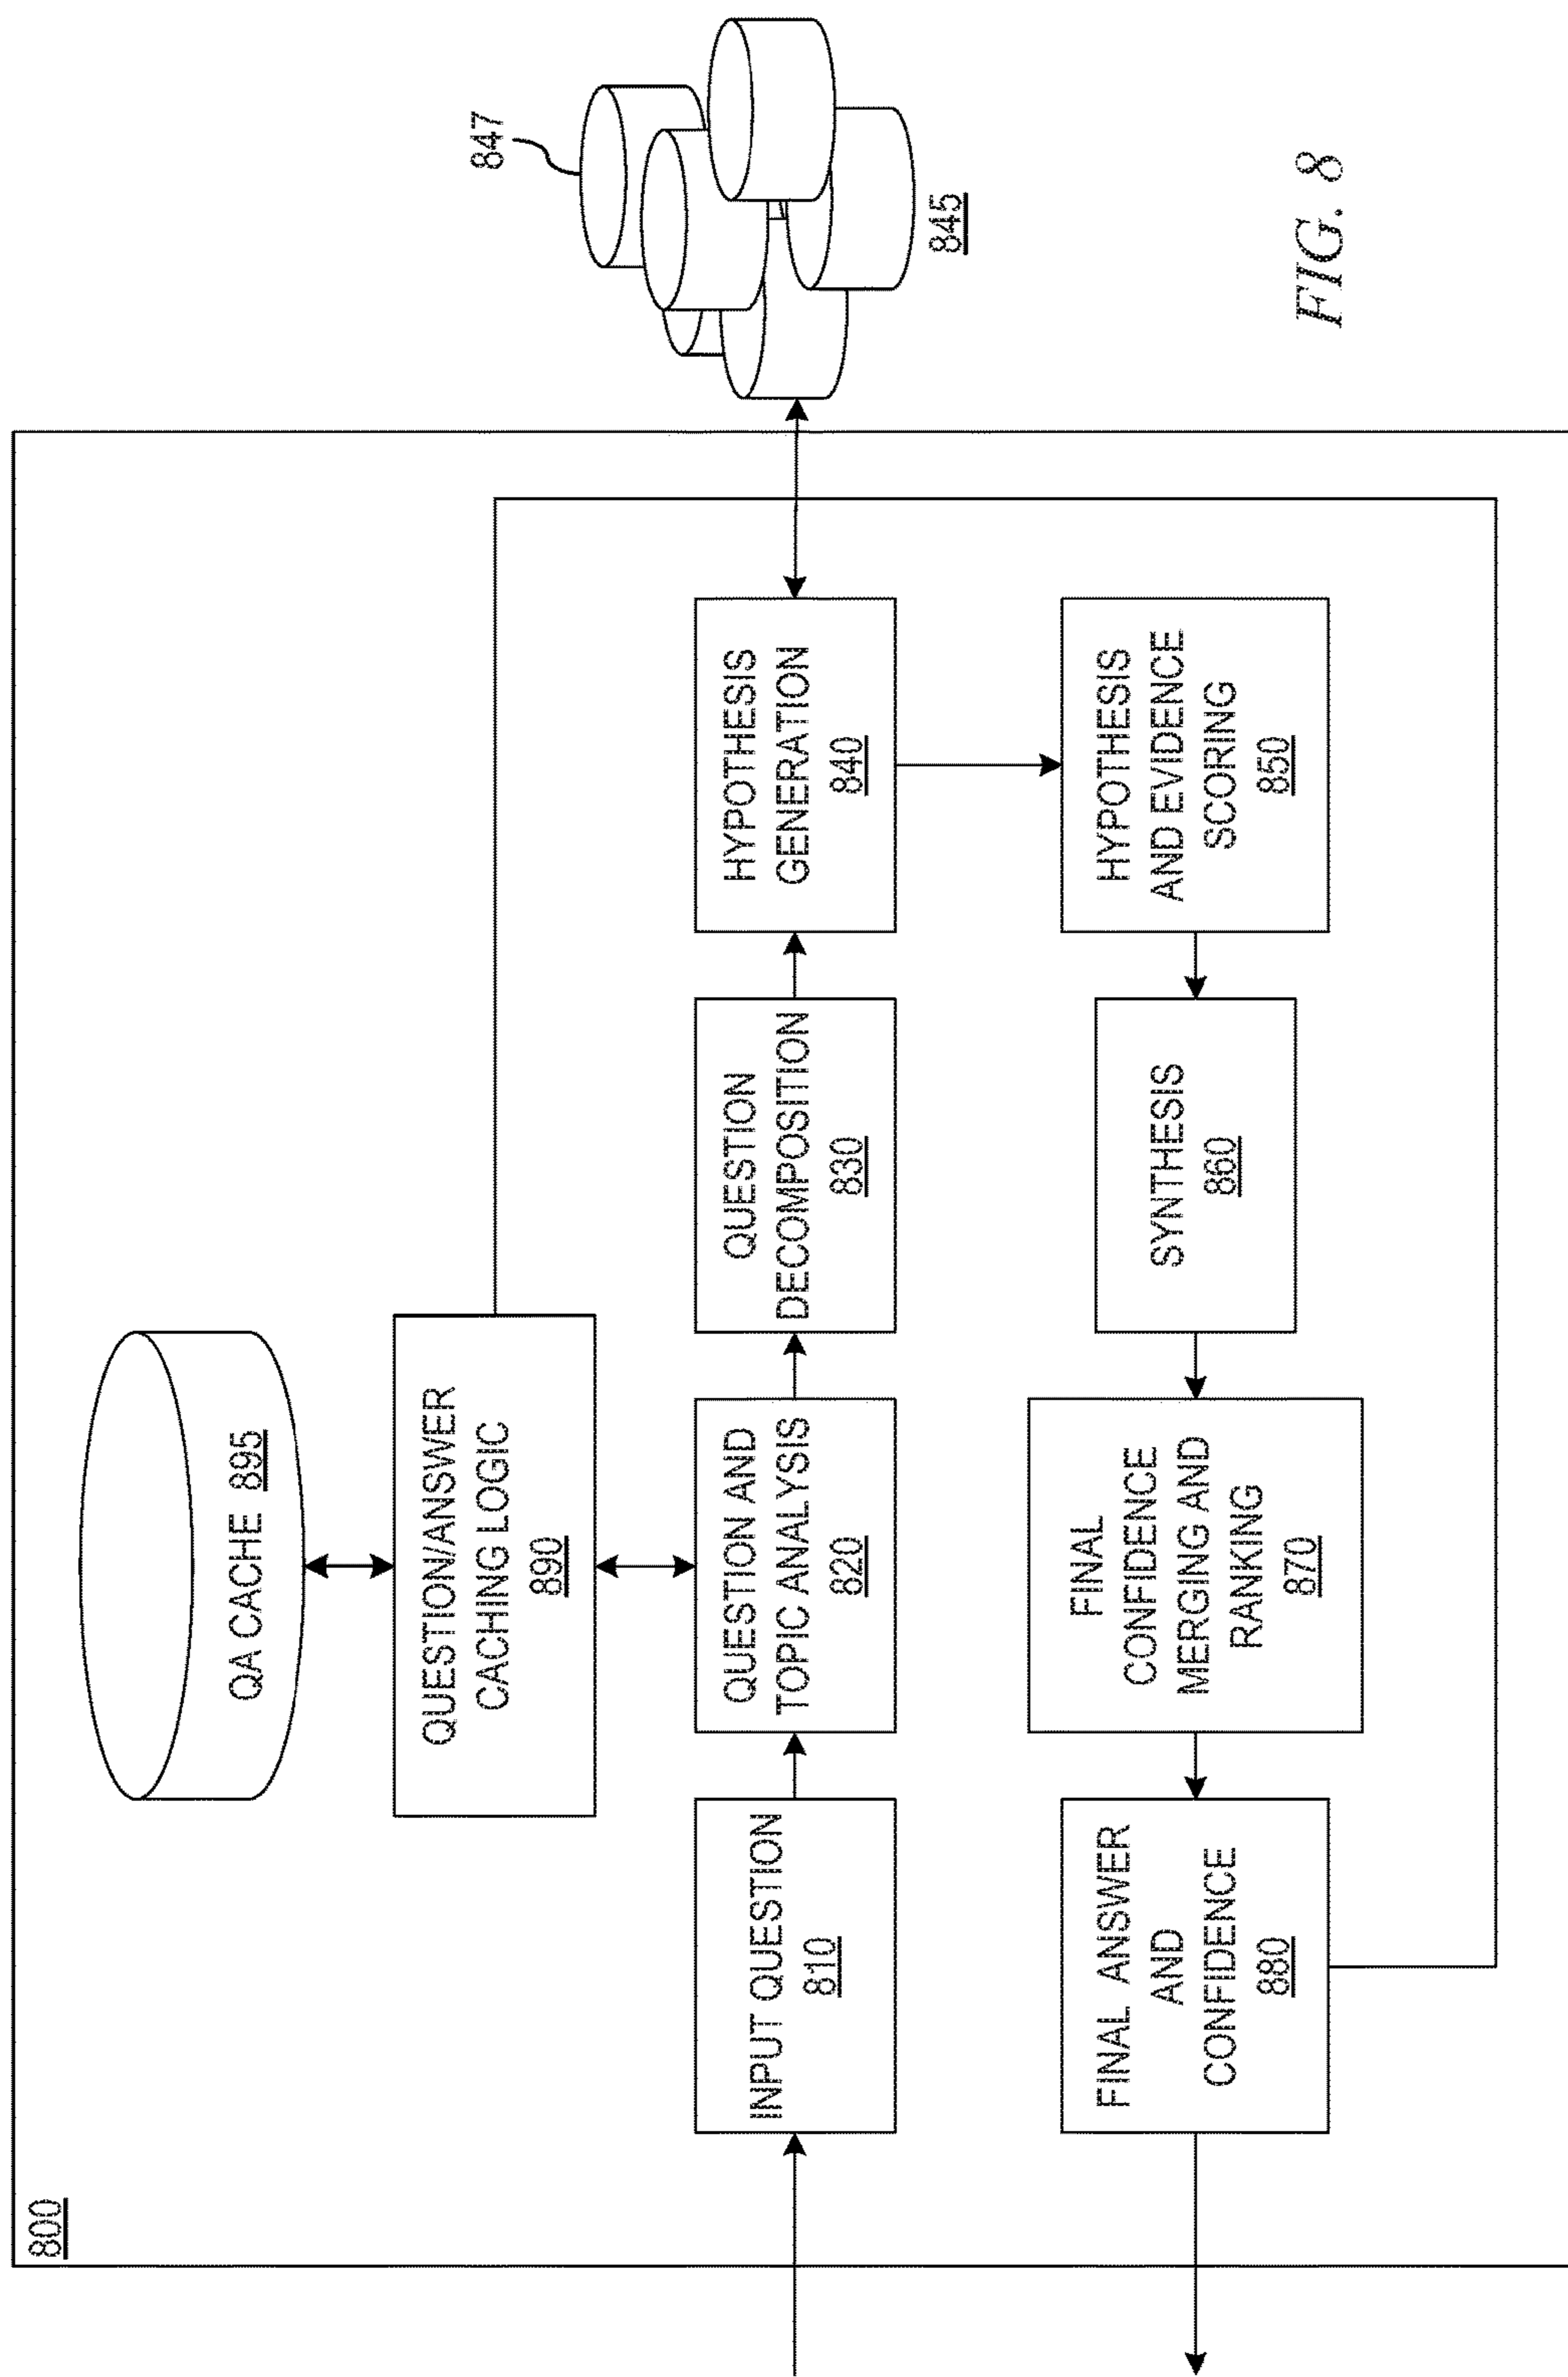 800
QA CACHE 895
QUESTION/ANSWER
CACHING LOGIC
890
INPUT QUESTION
810
QUESTION AND
TOPIC ANALYSIS
820
QUESTION
DECOMPOSITION
830
HYPOTHESIS
GENERATION
840
847
845
FINAL ANSWER
AND
CONFIDENCE
880
FINAL
CONFIDENCE
MERGING AND
RANKING
870
SYNTHESIS
860
HYPOTHESIS
AND EVIDENCE
SCORING
850
FIG. 8